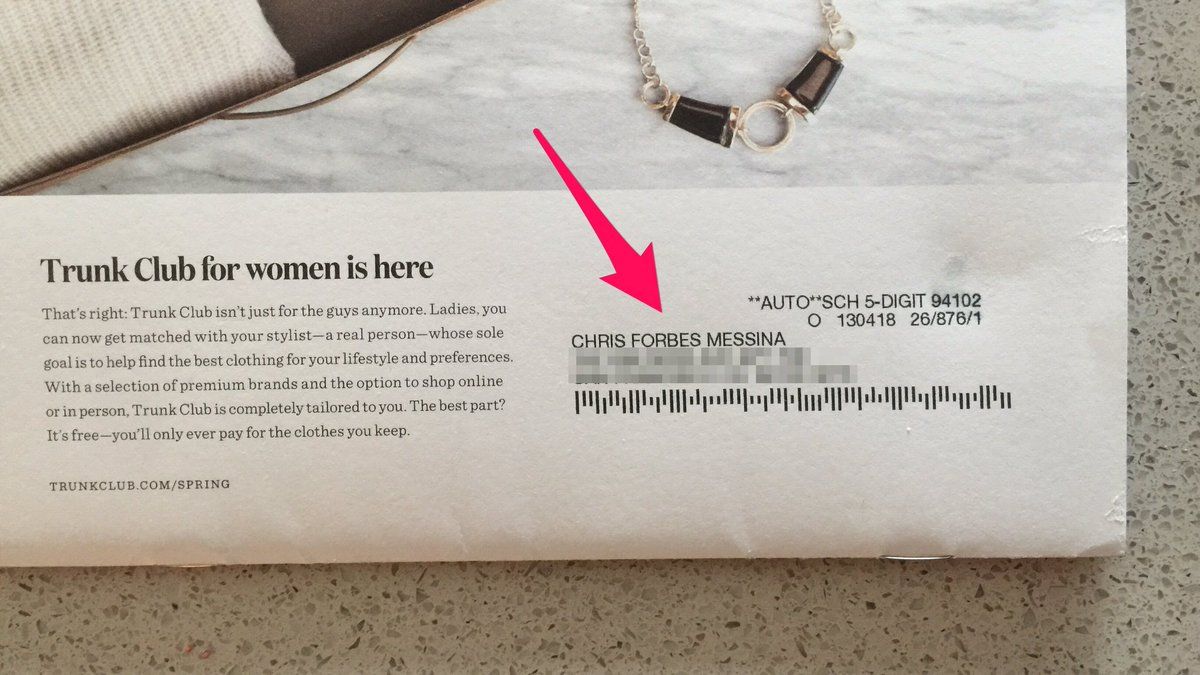 Trunk Club for women is here
That's right: Trunk Club isn't just for the guys anymore. Ladies, you
can now get matched with your stylist—a real person—whose sole
goal is to help find the best clothing for your lifestyle and preferences.
With a selection of premium brands and the option to shop online
or in person, Trunk Club is completely tailored to you. The best part?
It's free—you'll only ever pay for the clothes you keep.
TRUNKCLUB.COM/SPRING
**AUTO**SCH 5-DIGIT 94102
O 130418 26/876/1
CHRIS FORBES MESSINA